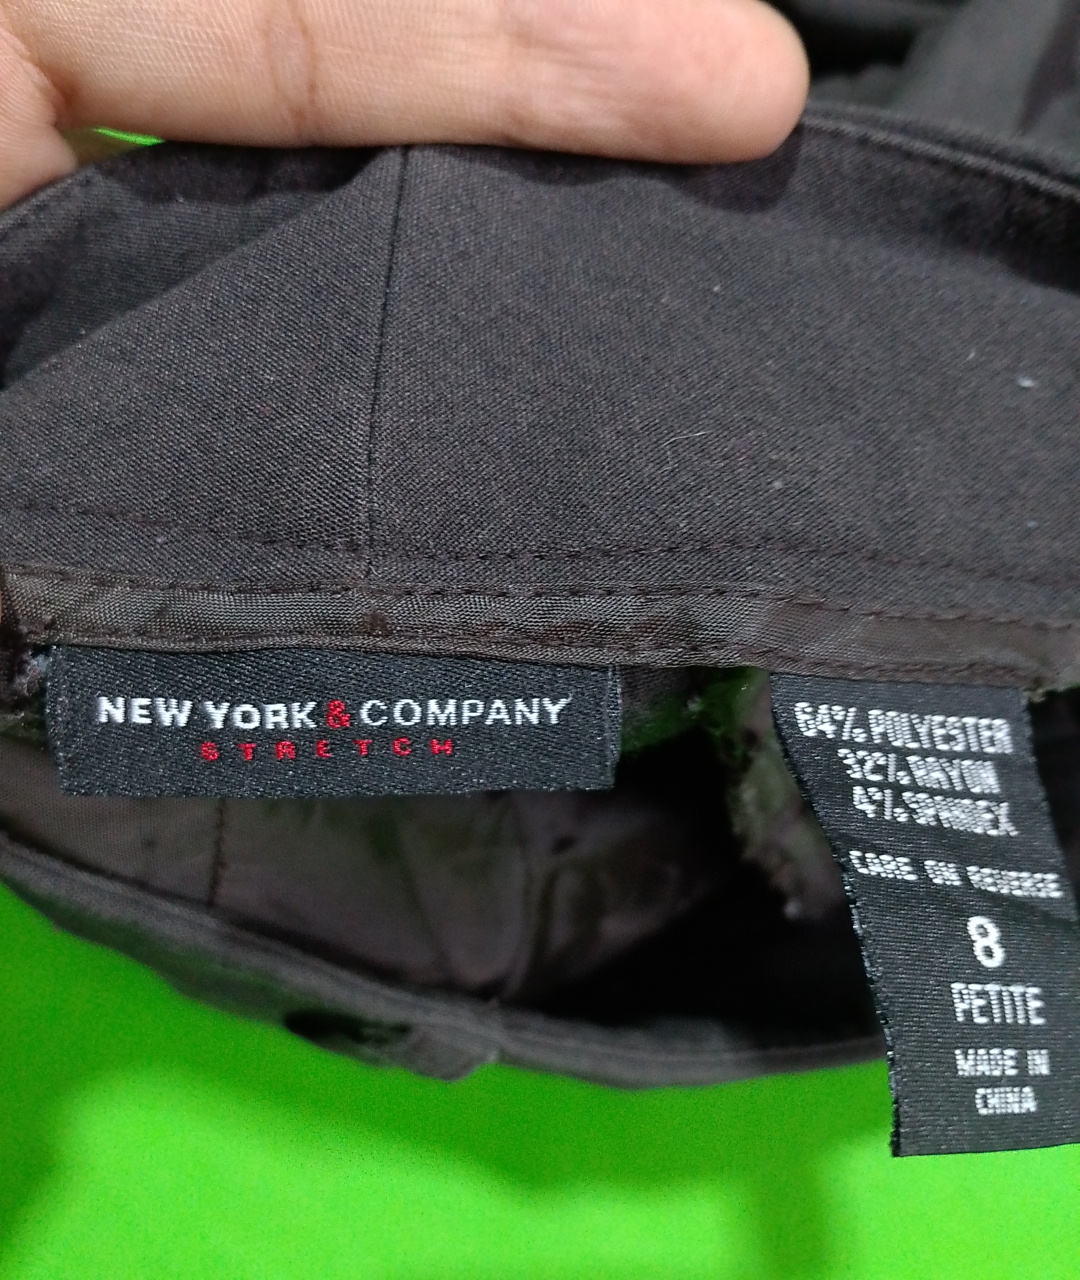 NEW YORK & COMPANY
STRETCH
64% POLYESTER
32% RAYON
4% SPANDEX
CARE ON REVERSE
8
PETITE
MADE IN
CHINA